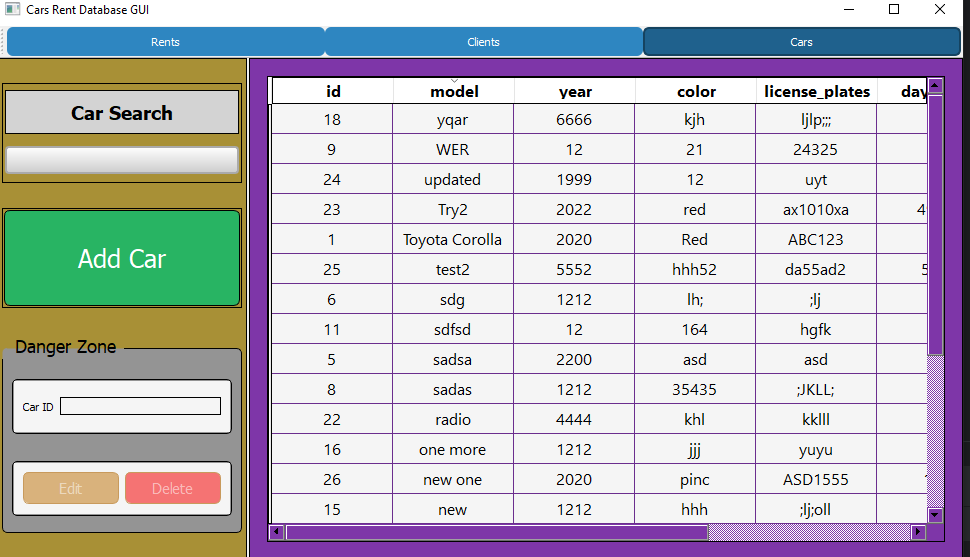 Cars Rent Database GUI
Rents Clients Cars
Car Search
Add Car
Danger Zone
Car ID
Edit Delete
id model year color license_plates day
18 yqar 6666 kjh ljlp;;;
9 WER 12 21 24325
24 updated 1999 12 uyt
23 Try2 2022 red ax1010xa 4
1 Toyota Corolla 2020 Red ABC123
25 test2 5552 hhh52 da55ad2 5
6 sdg 1212 lh; ;lj
11 sdfsd 12 164 hgfk
5 sadsa 2200 asd asd
8 sadas 1212 35435 ;JKLL;
22 radio 4444 khl kklll
16 one more 1212 jjj yuyu
26 new one 2020 pinc ASD1555
15 new 1212 hhh ;lj;oll